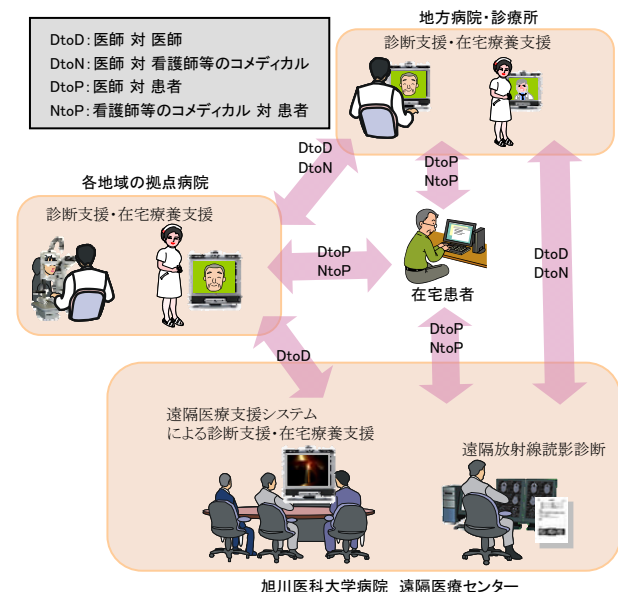 DtoD:医師 対 医師
DtoN:医師 対 看護師等のコメディカル
DtoP:医師 対 患者
NtoP:看護師等のコメディカル 対 患者
地方病院・診療所
診断支援・在宅療養支援
DtoD
DtoN
DtoP
NtoP
各地域の拠点病院
診断支援・在宅療養支援
DtoP
NtoP
在宅患者
DtoD
DtoN
DtoP
NtoP
DtoD
遠隔医療支援システム
による診断支援・在宅療養支援
遠隔放射線読影診断
旭川医科大学病院 遠隔医療センター